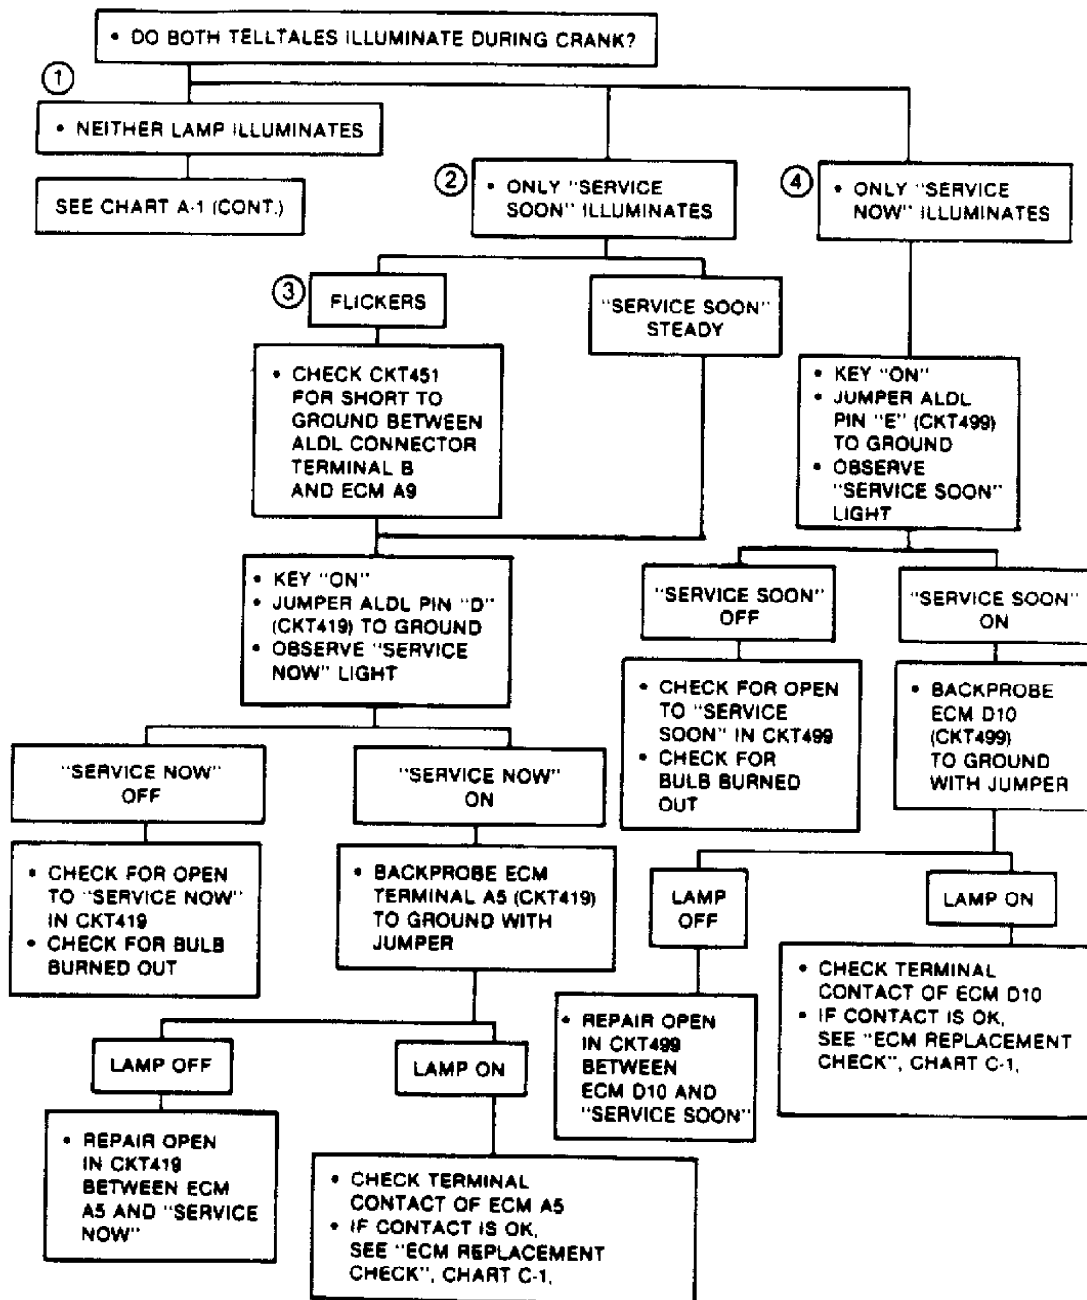 • DO BOTH TELLTALES ILLUMINATE DURING CRANK?
1
• NEITHER LAMP ILLUMINATES
SEE CHART A-1 (CONT.)
2
• ONLY "SERVICE
SOON" ILLUMINATES
4
• ONLY "SERVICE
NOW" ILLUMINATES
3
FLICKERS
"SERVICE SOON"
STEADY
• CHECK CKT451
FOR SHORT TO
GROUND BETWEEN
ALDL CONNECTOR
TERMINAL B
AND ECM A9
• KEY "ON"
• JUMPER ALDL
PIN "E" (CKT499)
TO GROUND
• OBSERVE
"SERVICE SOON"
LIGHT
• KEY "ON"
• JUMPER ALDL PIN "D"
(CKT419) TO GROUND
• OBSERVE "SERVICE
NOW" LIGHT
"SERVICE SOON"
OFF
"SERVICE SOON"
ON
• CHECK FOR OPEN
TO "SERVICE
SOON" IN CKT499
• CHECK FOR
BULB BURNED
OUT
• BACKPROBE
ECM D10
(CKT499)
TO GROUND
WITH JUMPER
"SERVICE NOW"
OFF
"SERVICE NOW"
ON
• CHECK FOR OPEN
TO "SERVICE NOW"
IN CKT419
• CHECK FOR BULB
BURNED OUT
• BACKPROBE ECM
TERMINAL A5 (CKT419)
TO GROUND WITH
JUMPER
LAMP
OFF
LAMP ON
• REPAIR OPEN
IN CKT499
BETWEEN
ECM D10 AND
"SERVICE SOON"
• CHECK TERMINAL
CONTACT OF ECM D10
• IF CONTACT IS OK,
SEE "ECM REPLACEMENT
CHECK", CHART C-1,
LAMP OFF
LAMP ON
• REPAIR OPEN
IN CKT419
BETWEEN ECM
A5 AND "SERVICE
NOW"
• CHECK TERMINAL
CONTACT OF ECM A5
• IF CONTACT IS OK,
SEE "ECM REPLACEMENT
CHECK", CHART C-1,